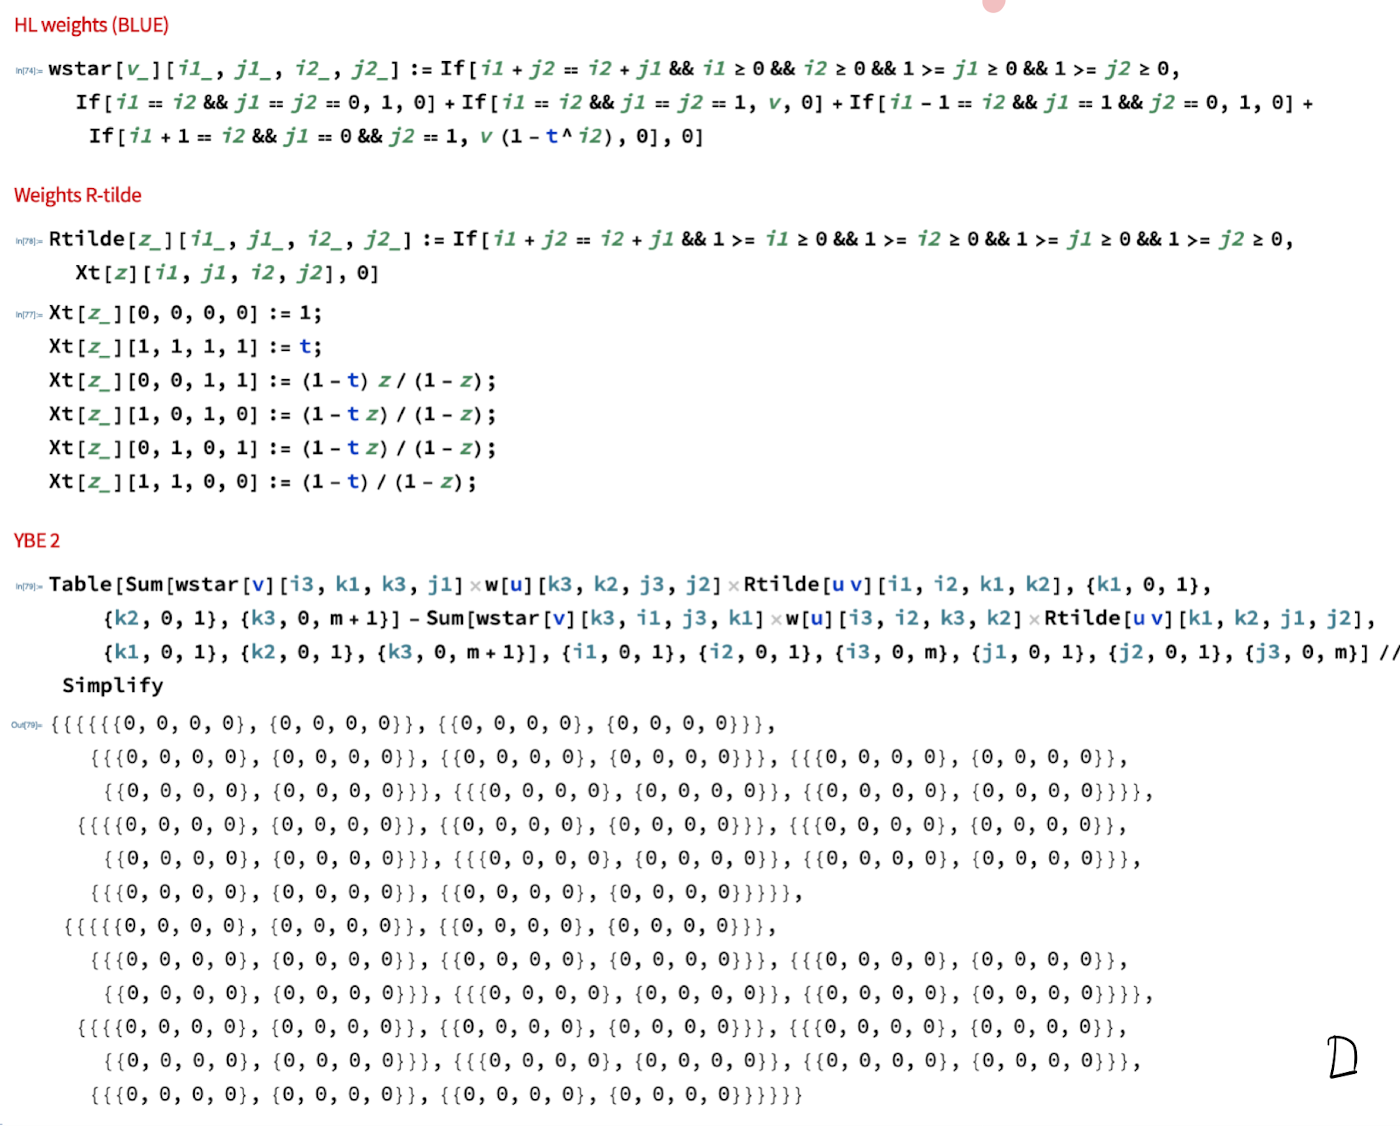 HL weights (BLUE)
In[74]:= wstar[v_][i1_, j1_, i2_, j2_] := If[i1 + j2 == i2 + j1 && i1 ≥ 0 && i2 ≥ 0 && 1 >= j1 ≥ 0 && 1 >= j2 ≥ 0,
If[i1 == i2 && j1 == j2 == 0, 1, 0] + If[i1 == i2 && j1 == j2 == 1, v, 0] + If[i1 - 1 == i2 && j1 == 1 && j2 == 0, 1, 0] +
If[i1 + 1 == i2 && j1 == 0 && j2 == 1, v (1 - t^i2), 0], 0]
Weights R-tilde
In[78]:= Rtilde[z_][i1_, j1_, i2_, j2_] := If[i1 + j2 == i2 + j1 && 1 >= i1 ≥ 0 && 1 >= i2 ≥ 0 && 1 >= j1 ≥ 0 && 1 >= j2 ≥ 0,
Xt[z][i1, j1, i2, j2], 0]
In[77]:= Xt[z_][0, 0, 0, 0] := 1;
Xt[z_][1, 1, 1, 1] := t;
Xt[z_][0, 0, 1, 1] := (1 - t) z / (1 - z);
Xt[z_][1, 0, 1, 0] := (1 - t z) / (1 - z);
Xt[z_][0, 1, 0, 1] := (1 - t z) / (1 - z);
Xt[z_][1, 1, 0, 0] := (1 - t) / (1 - z);
YBE 2
In[79]:= Table[Sum[wstar[v][i3, k1, k3, j1] × w[u][k3, k2, j3, j2] × Rtilde[u v][i1, i2, k1, k2], {k1, 0, 1},
{k2, 0, 1}, {k3, 0, m + 1}] - Sum[wstar[v][k3, i1, j3, k1] × w[u][i3, i2, k3, k2] × Rtilde[u v][k1, k2, j1, j2],
{k1, 0, 1}, {k2, 0, 1}, {k3, 0, m + 1}], {i1, 0, 1}, {i2, 0, 1}, {i3, 0, m}, {j1, 0, 1}, {j2, 0, 1}, {j3, 0, m}] //
Simplify
Out[79]= {{{{{{0, 0, 0, 0}, {0, 0, 0, 0}}, {{0, 0, 0, 0}, {0, 0, 0, 0}}},
{{{0, 0, 0, 0}, {0, 0, 0, 0}}, {{0, 0, 0, 0}, {0, 0, 0, 0}}}, {{{0, 0, 0, 0}, {0, 0, 0, 0}},
{{0, 0, 0, 0}, {0, 0, 0, 0}}}, {{{0, 0, 0, 0}, {0, 0, 0, 0}}, {{0, 0, 0, 0}, {0, 0, 0, 0}}}},
{{{{0, 0, 0, 0}, {0, 0, 0, 0}}, {{0, 0, 0, 0}, {0, 0, 0, 0}}}, {{{0, 0, 0, 0}, {0, 0, 0, 0}},
{{0, 0, 0, 0}, {0, 0, 0, 0}}}, {{{0, 0, 0, 0}, {0, 0, 0, 0}}, {{0, 0, 0, 0}, {0, 0, 0, 0}}},
{{{0, 0, 0, 0}, {0, 0, 0, 0}}, {{0, 0, 0, 0}, {0, 0, 0, 0}}}}},
{{{{{0, 0, 0, 0}, {0, 0, 0, 0}}, {{0, 0, 0, 0}, {0, 0, 0, 0}}},
{{{0, 0, 0, 0}, {0, 0, 0, 0}}, {{0, 0, 0, 0}, {0, 0, 0, 0}}}, {{{0, 0, 0, 0}, {0, 0, 0, 0}},
{{0, 0, 0, 0}, {0, 0, 0, 0}}}, {{{0, 0, 0, 0}, {0, 0, 0, 0}}, {{0, 0, 0, 0}, {0, 0, 0, 0}}}},
{{{{0, 0, 0, 0}, {0, 0, 0, 0}}, {{0, 0, 0, 0}, {0, 0, 0, 0}}}, {{{0, 0, 0, 0}, {0, 0, 0, 0}},
{{0, 0, 0, 0}, {0, 0, 0, 0}}}, {{{0, 0, 0, 0}, {0, 0, 0, 0}}, {{0, 0, 0, 0}, {0, 0, 0, 0}}},
{{{0, 0, 0, 0}, {0, 0, 0, 0}}, {{0, 0, 0, 0}, {0, 0, 0, 0}}}}}}
D